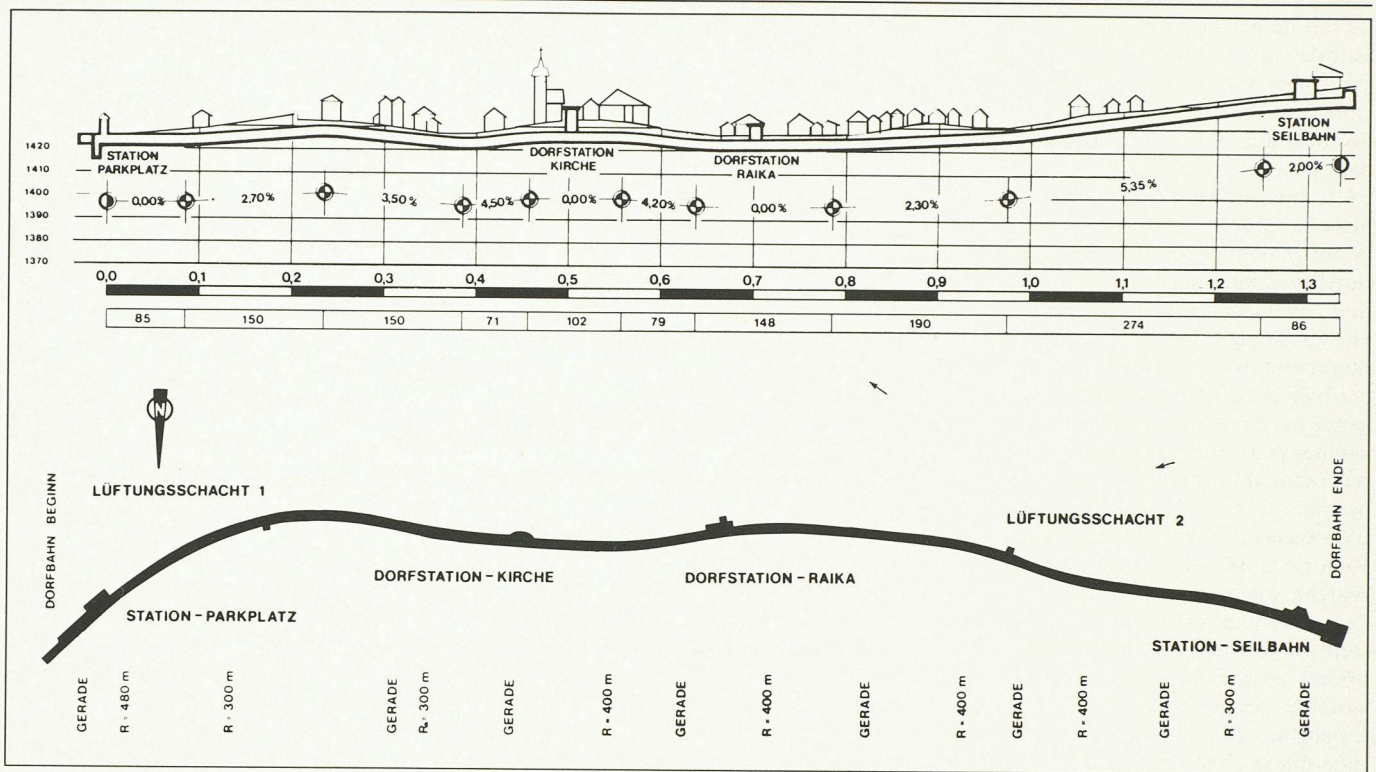 1420
1410
1400
1390
1380
1370
STATION
PARKPLATZ
DORFSTATION
KIRCHE
DORFSTATION
RAIKA
STATION
SEILBAHN
0,00%
2,70%
3,50%
4,50%
0,00%
4,20%
0,00%
2,30%
5,35%
2,00%
0,0 0,1 0,2 0,3 0,4 0,5 0,6 0,7 0,8 0,9 1,0 1,1 1,2 1,3
85 150 150 71 102 79 148 190 274 86
N
DORFBAHN BEGINN
LÜFTUNGSSCHACHT 1
STATION - PARKPLATZ
DORFSTATION - KIRCHE
DORFSTATION - RAIKA
LÜFTUNGSSCHACHT 2
STATION - SEILBAHN
DORFBAHN ENDE
GERADE
R = 480 m
R = 300 m
GERADE
R = 300 m
GERADE
R = 400 m
GERADE
R = 400 m
GERADE
R = 400 m
GERADE
R = 400 m
GERADE
R = 300 m
GERADE